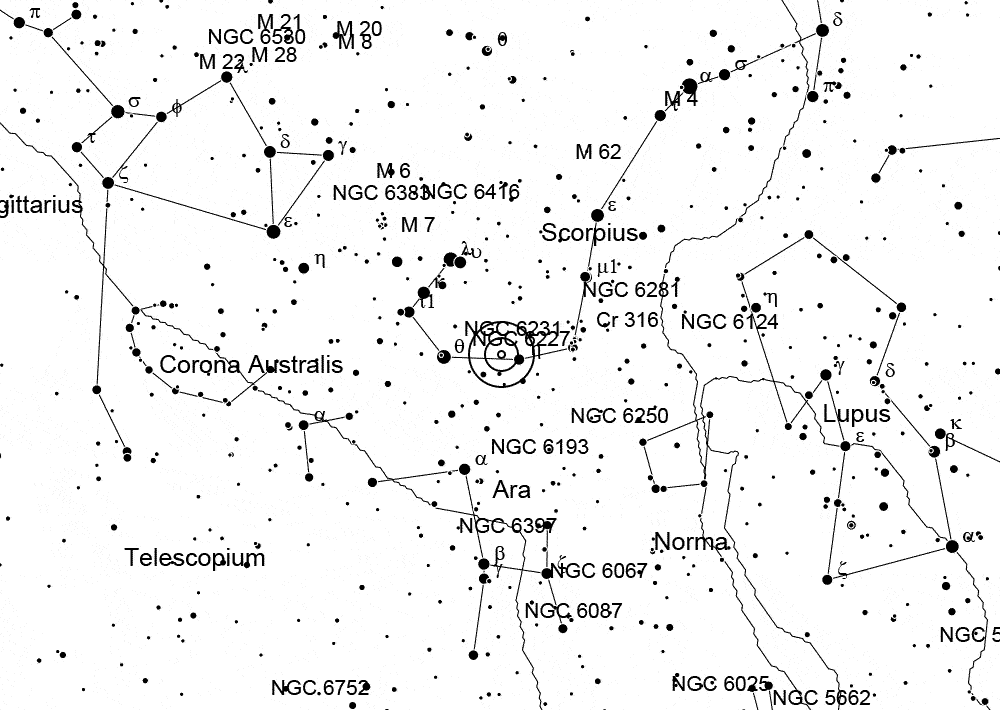 π
M 21
M 20
NGC 6530
M 8
θ
δ
M 28
M 22
λ
σ
α
π
M 4
τ
σ
φ
τ
δ
γ
M 62
ζ
M 6
NGC 6383
NGC 6416
gittarius
ε
M 7
ε
Scorpius
η
λ
υ
κ
μ1
NGC 6281
ι1
η
NGC 6231
Cr 316
NGC 6124
NGC 6227
η
θ
Corona Australis
γ
δ
α
NGC 6250
Lupus
κ
β
ε
NGC 6193
α
Ara
NGC 6397
Norma
α
β
Telescopium
γ
ζ
NGC 6067
ζ
NGC 6087
NGC 5
NGC 6752
NGC 6025
NGC 5662